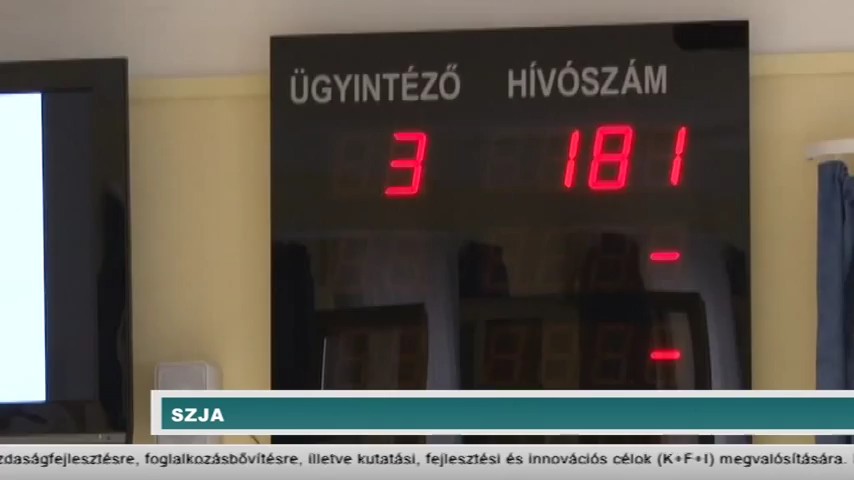 ÜGYINTÉZŐ HÍVÓSZÁM
3 181
-
-
SZJA
zdaságfejlesztésre, foglalkozásbővítésre, illetve kutatási, fejlesztési és innovációs célok (K+F+I) megvalósítására.